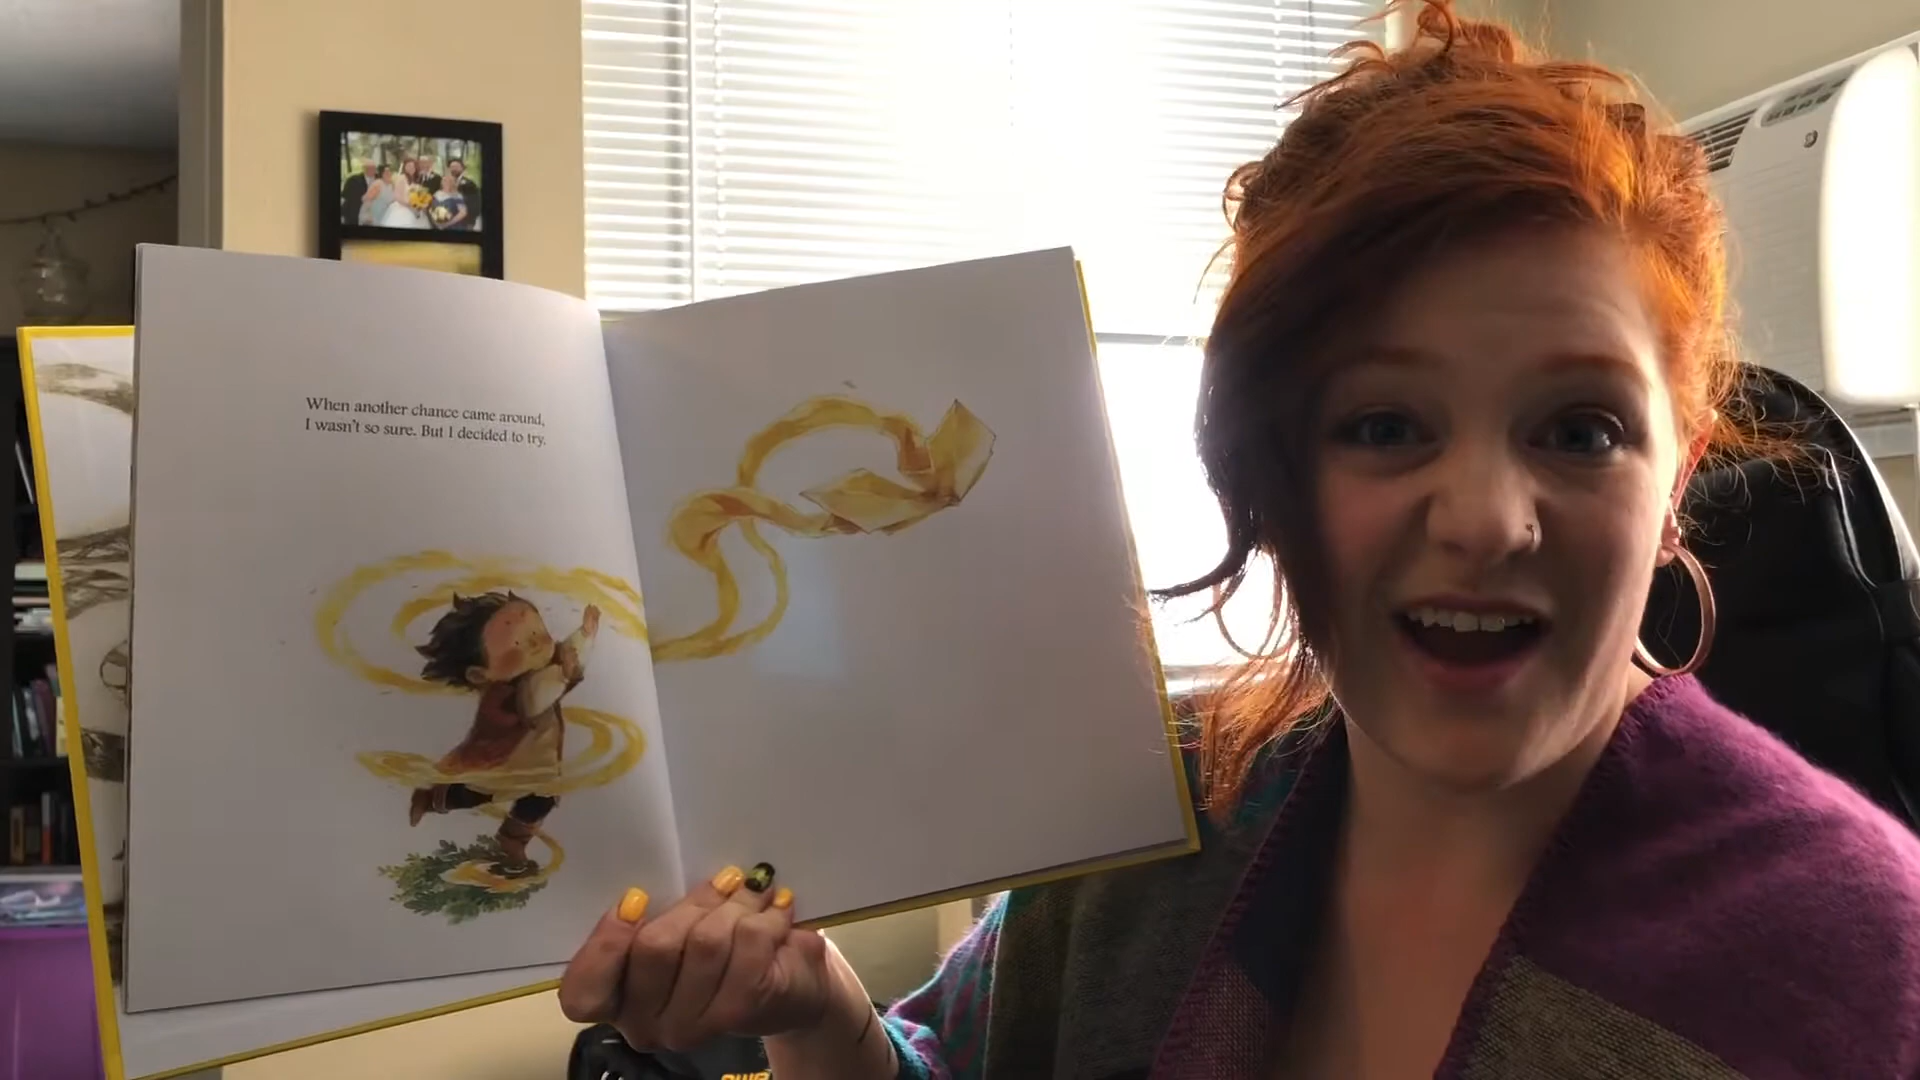 When another chance came around,
I wasn't so sure. But I decided to try.